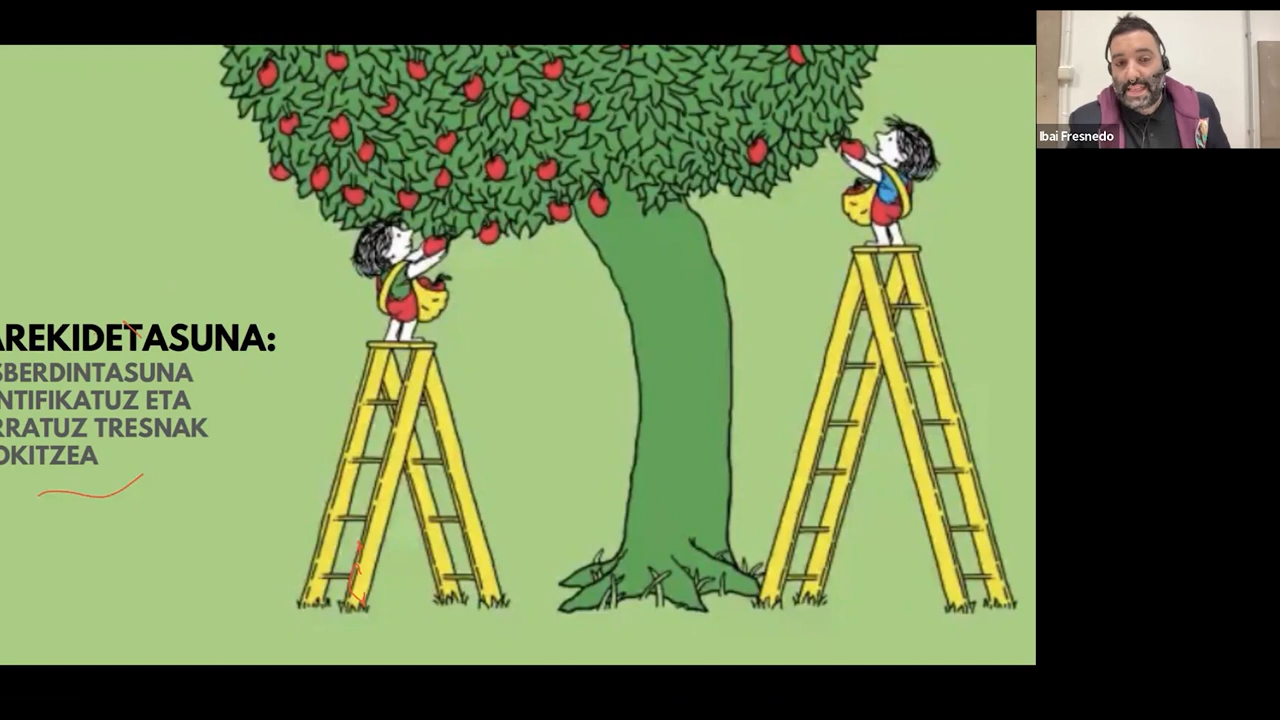 AREKIDETASUNA:
SBERDINTASUNA
NTIFIKATUZ ETA
RRATUZ TRESNAK
OKITZEA
Ibai Fresnedo